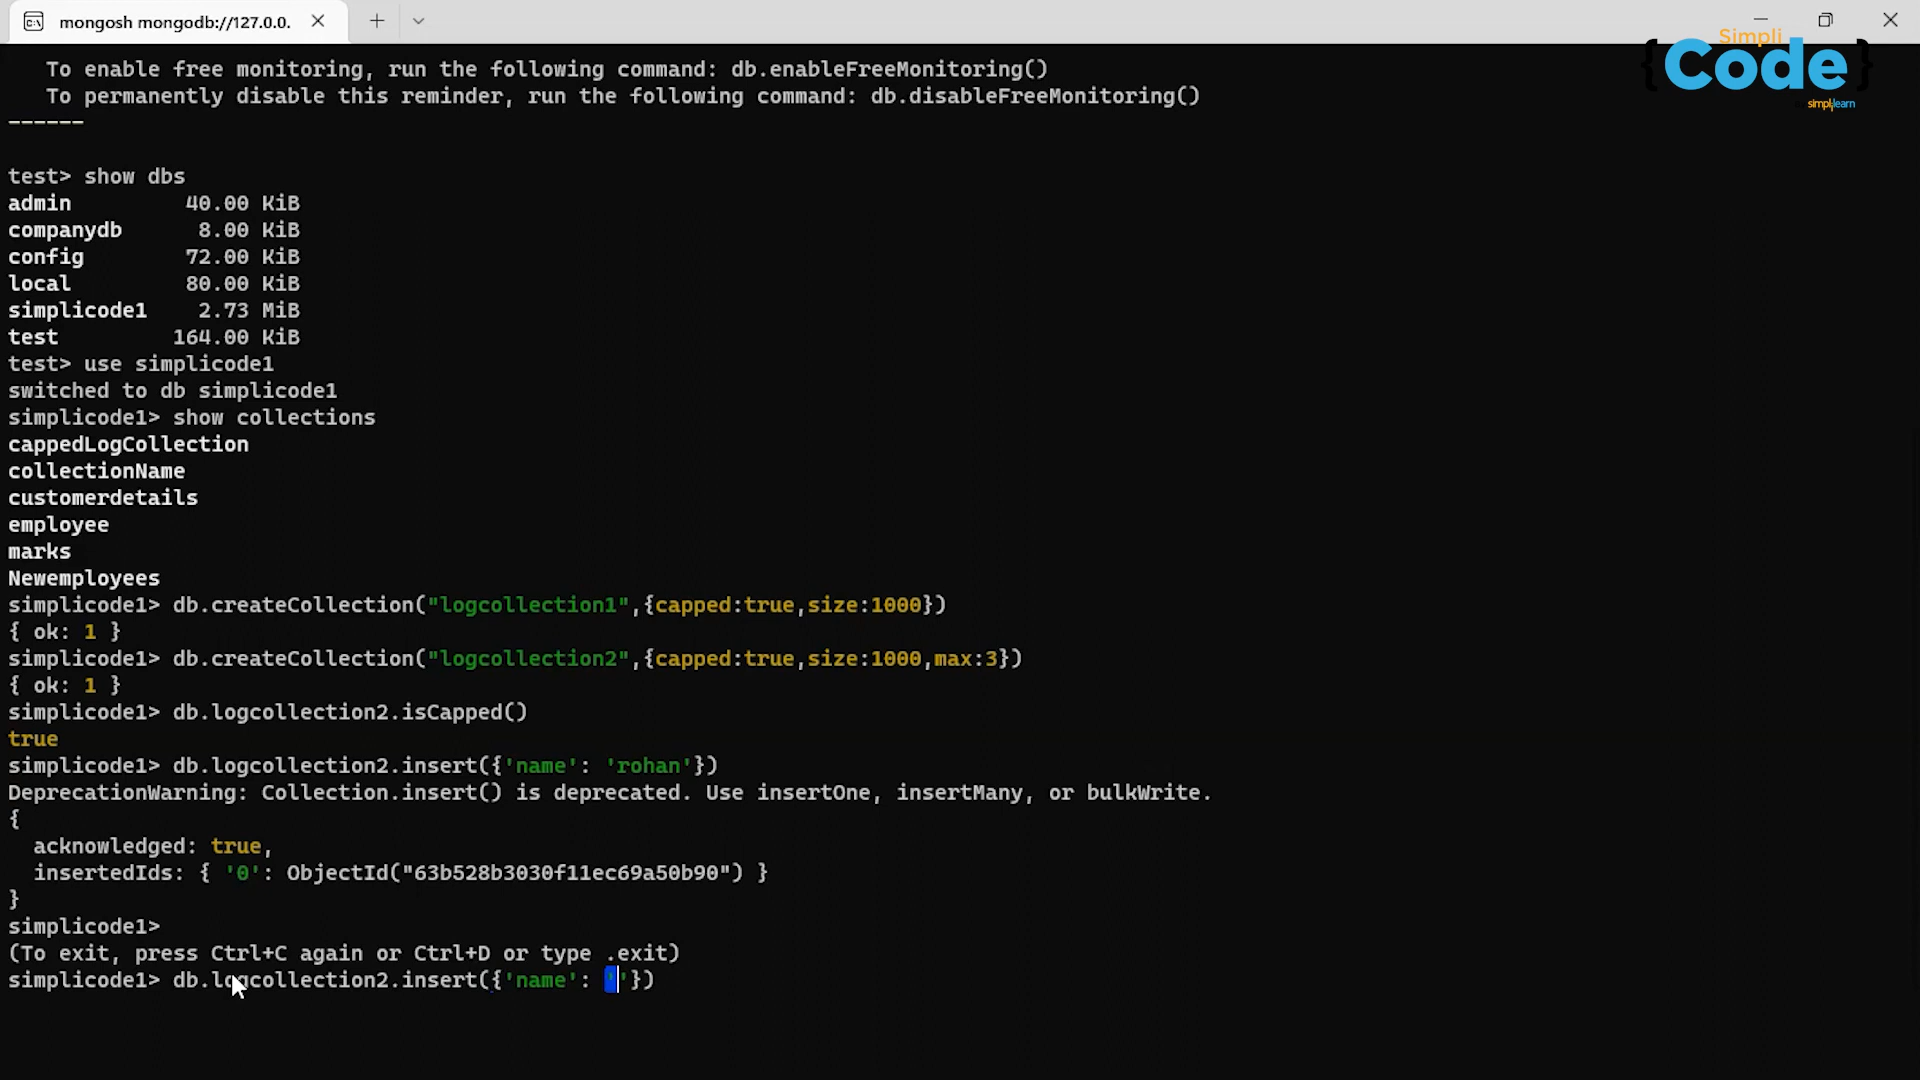 mongosh mongodb://127.0.0.
Simpli
{Code}
simplilearn
To enable free monitoring, run the following command: db.enableFreeMonitoring()
To permanently disable this reminder, run the following command: db.disableFreeMonitoring()
------
test> show dbs
admin 40.00 KiB
companydb 8.00 KiB
config 72.00 KiB
local 80.00 KiB
simplicode1 2.73 MiB
test 164.00 KiB
test> use simplicode1
switched to db simplicode1
simplicode1> show collections
cappedLogCollection
collectionName
customerdetails
employee
marks
Newemployees
simplicode1> db.createCollection("logcollection1",{capped:true,size:1000})
{ ok: 1 }
simplicode1> db.createCollection("logcollection2",{capped:true,size:1000,max:3})
{ ok: 1 }
simplicode1> db.logcollection2.isCapped()
true
simplicode1> db.logcollection2.insert({'name': 'rohan'})
DeprecationWarning: Collection.insert() is deprecated. Use insertOne, insertMany, or bulkWrite.
{
acknowledged: true,
insertedIds: { '0': ObjectId("63b528b3030f11ec69a50b90") }
}
simplicode1>
(To exit, press Ctrl+C again or Ctrl+D or type .exit)
simplicode1> db.logcollection2.insert({'name': ''})